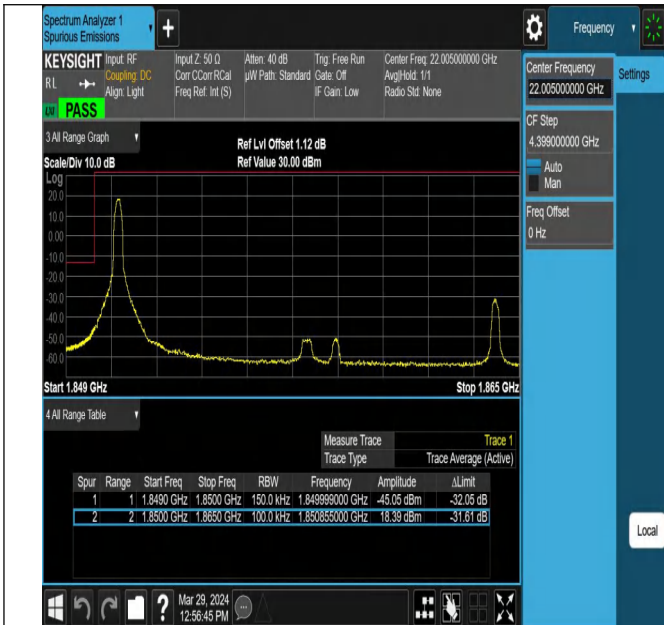 Spectrum Analyzer 1
Spurious Emissions
Frequency
KEYSIGHT
RL
PASS
Input: RF
Coupling: DC
Align: Light
Input Z: 50 Ω
Corr CCorr RCal
Freq Ref: Int (S)
Atten: 40 dB
µW Path: Standard
Trig: Free Run
Gate: Off
IF Gain: Low
Center Freq: 22.005000000 GHz
Avg|Hold: 1/1
Radio Std: None
Center Frequency
22.005000000 GHz
Settings
CF Step
4.399000000 GHz
Auto
Man
Freq Offset
0 Hz
3 All Range Graph
Scale/Div 10.0 dB
Ref Lvl Offset 1.12 dB
Ref Value 30.00 dBm
Log
20.0
10.0
0.00
-10.0
-20.0
-30.0
-40.0
-50.0
-60.0
Start 1.849 GHz
Stop 1.865 GHz
4 All Range Table
Measure Trace Trace 1
Trace Type Trace Average (Active)
Spur Range Start Freq Stop Freq RBW Frequency Amplitude ΔLimit
1 1 1.8490 GHz 1.8500 GHz 150.0 kHz 1.849999000 GHz -45.05 dBm -32.05 dB
2 2 1.8500 GHz 1.8650 GHz 100.0 kHz 1.850855000 GHz 18.39 dBm -31.61 dB
Local
Mar 29, 2024
12:56:45 PM